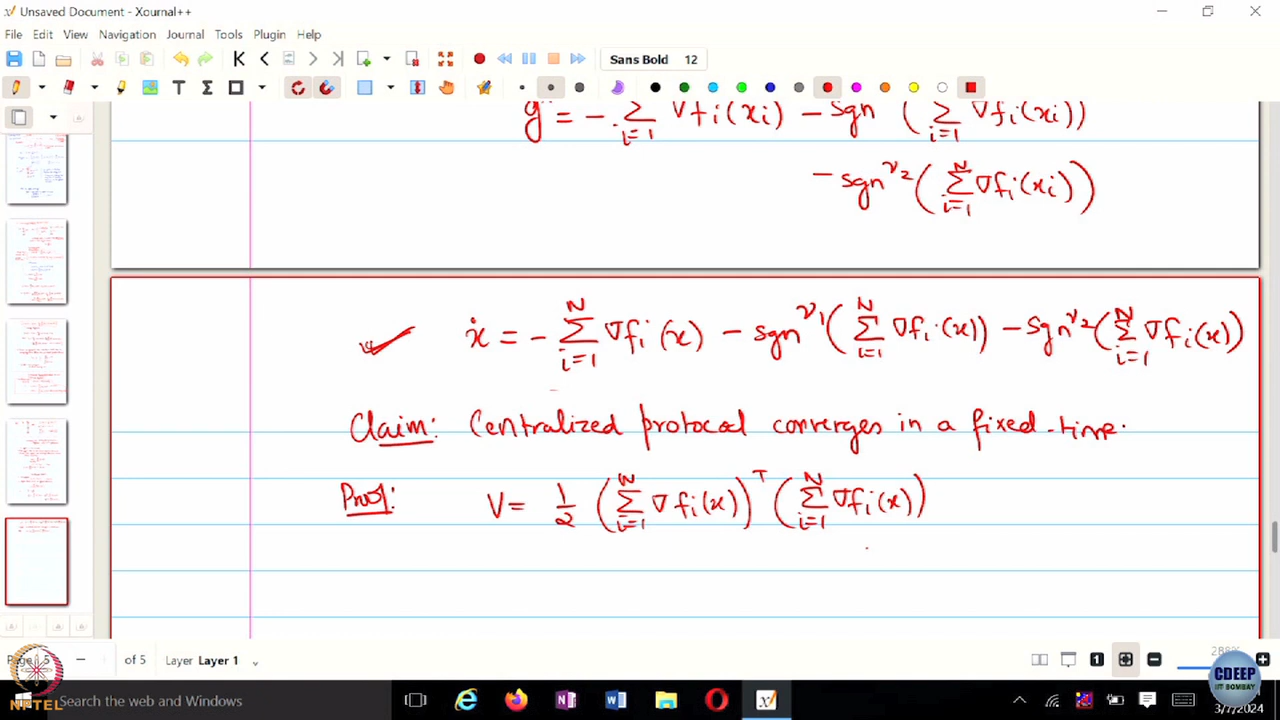 Unsaved Document - Xournal++
File Edit View Navigation Journal Tools Plugin Help
Sans Bold 12
g = - Σ_{i=1} ∇fi(xi) - sgn (Σ_{i=1} ∇fi(xi))
- sgn^{ν2} (Σ_{i=1}^{N} ∇fi(xi))
ẋ = - Σ_{i=1}^{N} ∇fi(x) - sgn^{ν1} (Σ_{i=1}^{N} ∇fi(x)) - sgn^{ν2} (Σ_{i=1}^{N} ∇fi(x))
Claim: Centralized protocal converges in a fixed-time.
Proof: V = 1/2 (Σ_{i=1}^{N} ∇fi(x))^T (Σ_{i=1}^{N} ∇fi(x))
Page 5 of 5 Layer Layer 1
288%
NPTEL
Search the web and Windows
CDEEP
IIT BOMBAY
3/7/2024